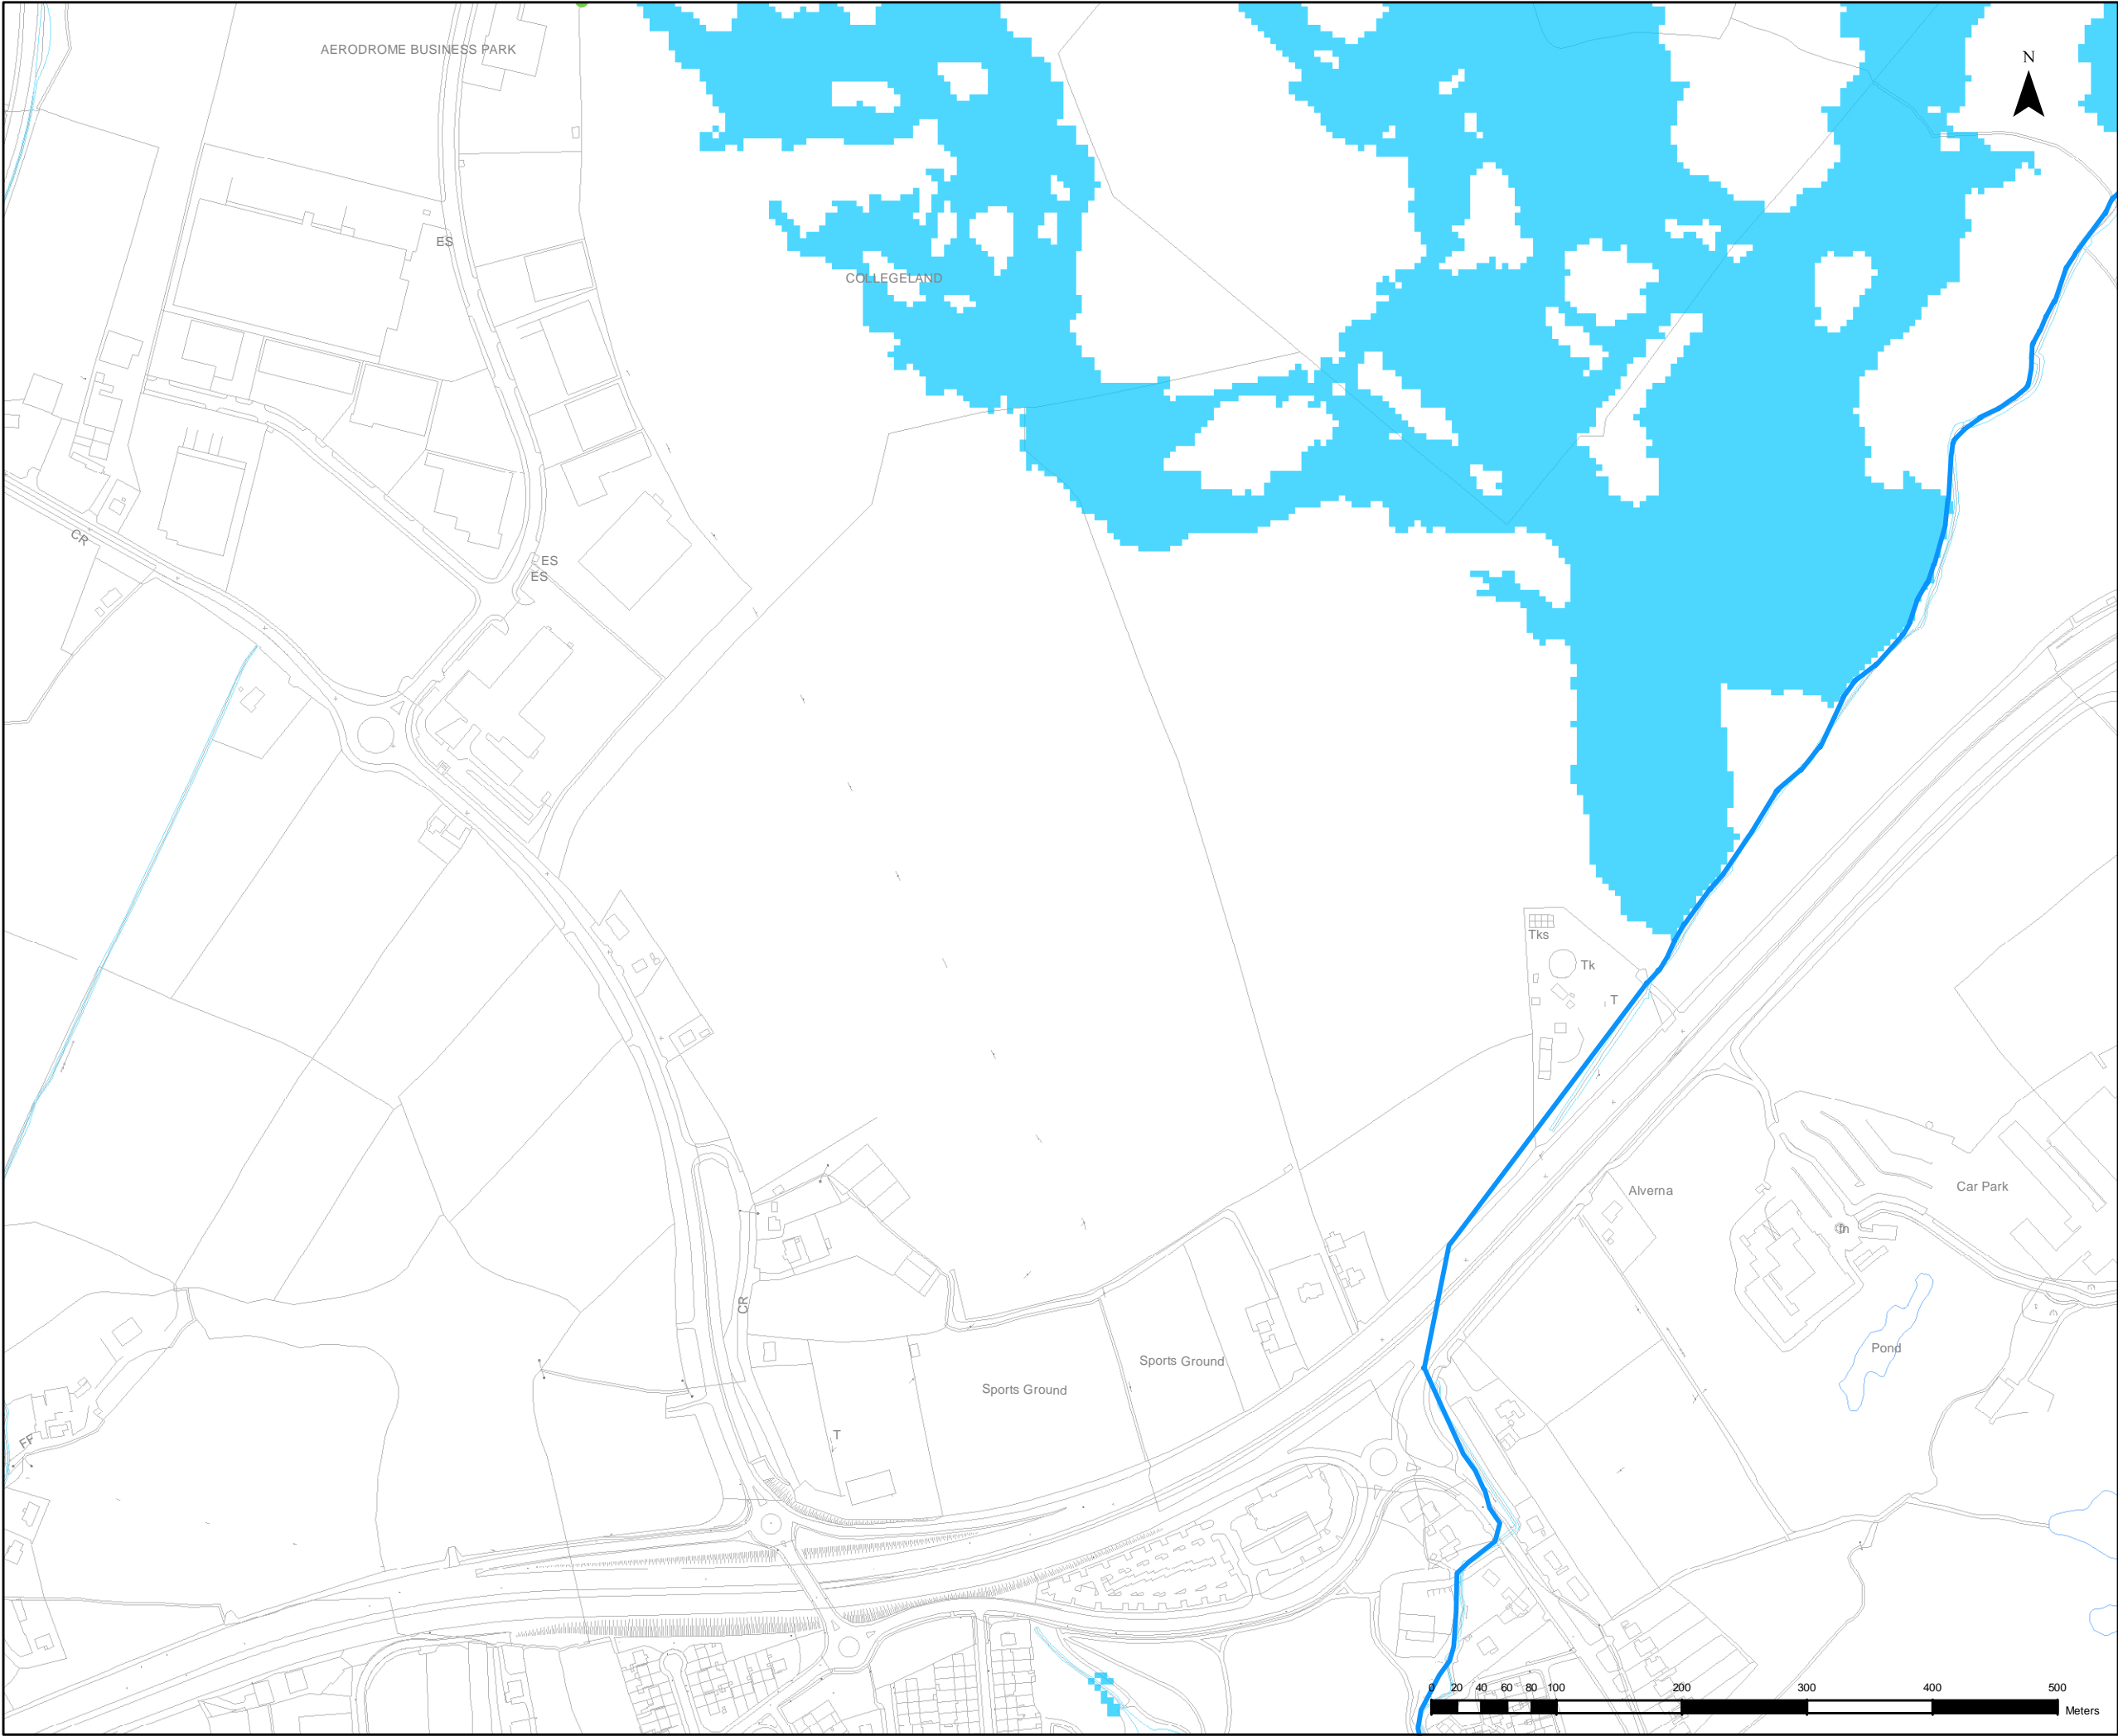 AERODROME BUSINESS PARK
N
ES
COLLEGELAND
CR
ES
ES
Tks
Tk
T
Alverna
Car Park
Tn
CR
Pond
Sports Ground
Sports Ground
T
FF
0 20 40 60 80 100 200 300 400 500
Meters